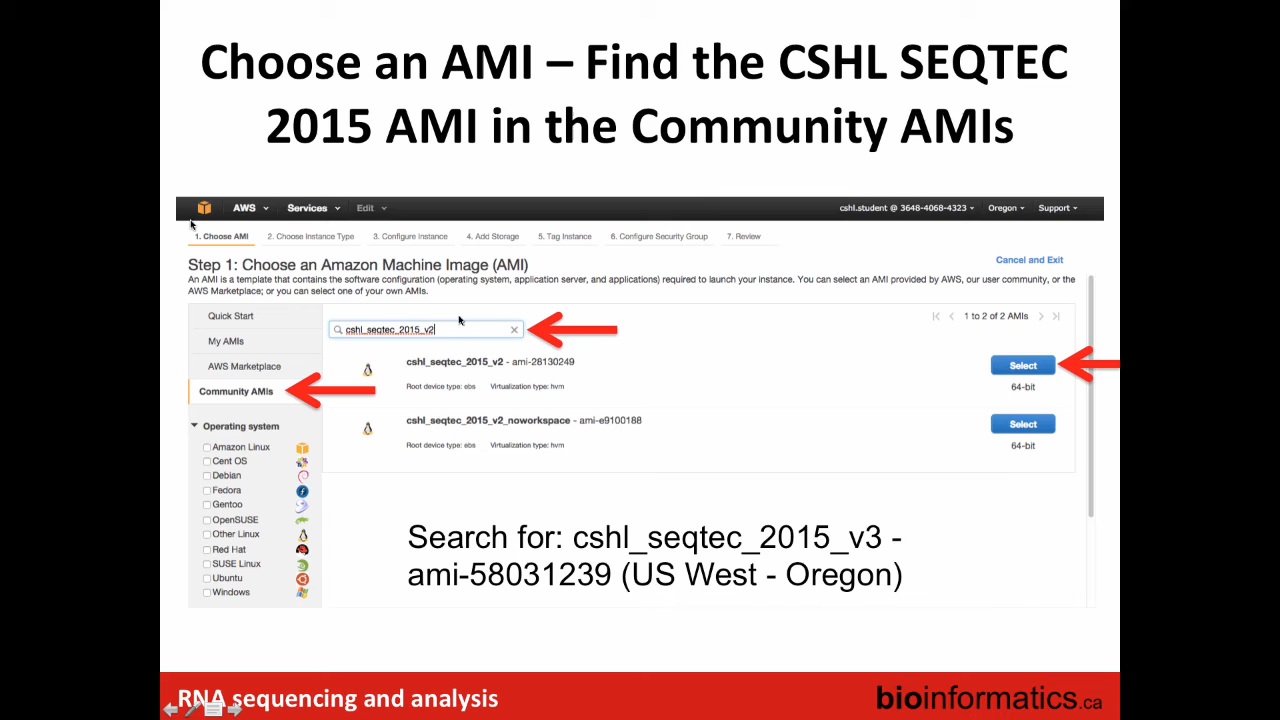 Choose an AMI – Find the CSHL SEQTEC
2015 AMI in the Community AMIs
AWS Services Edit cshl.student @ 3648-4068-4323 Oregon Support
1. Choose AMI 2. Choose Instance Type 3. Configure Instance 4. Add Storage 5. Tag Instance 6. Configure Security Group 7. Review
Step 1: Choose an Amazon Machine Image (AMI) Cancel and Exit
An AMI is a template that contains the software configuration (operating system, application server, and applications) required to launch your instance. You can select an AMI provided by AWS, our user community, or the
AWS Marketplace; or you can select one of your own AMIs.
Quick Start
My AMIs
AWS Marketplace
Community AMIs
Operating system
Amazon Linux
Cent OS
Debian
Fedora
Gentoo
OpenSUSE
Other Linux
Red Hat
SUSE Linux
Ubuntu
Windows
cshl_seqtec_2015_v2
1 to 2 of 2 AMIs
cshl_seqtec_2015_v2 - ami-28130249
Root device type: ebs Virtualization type: hvm
Select
64-bit
cshl_seqtec_2015_v2_noworkspace - ami-e9100188
Root device type: ebs Virtualization type: hvm
Select
64-bit
Search for: cshl_seqtec_2015_v3 -
ami-58031239 (US West - Oregon)
RNA sequencing and analysis
bioinformatics.ca